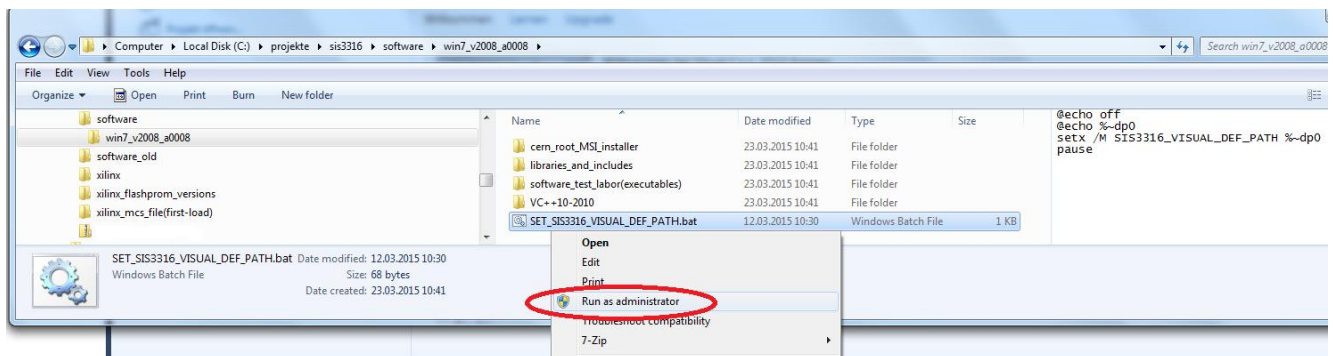 Willkommen Lernen Upgrade
Computer ▸ Local Disk (C:) ▸ projekte ▸ sis3316 ▸ software ▸ win7_v2008_a0008 ▸
Search win7_v2008_a0008
File Edit View Tools Help
Organize Open Print Burn New folder
software
win7_v2008_a0008
software_old
xilinx
xilinx_flashprom_versions
xilinx_mcs_file(first-load)
Name Date modified Type Size
cern_root_MSI_installer 23.03.2015 10:41 File folder
libraries_and_includes 23.03.2015 10:41 File folder
software_test_labor(executables) 23.03.2015 10:41 File folder
VC++10-2010 23.03.2015 10:41 File folder
SET_SIS3316_VISUAL_DEF_PATH.bat 12.03.2015 10:30 Windows Batch File 1 KB
@echo off
@echo %~dp0
setx /M SIS3316_VISUAL_DEF_PATH %~dp0
pause
Open
Edit
Print
Run as administrator
Troubleshoot compatibility
7-Zip
SET_SIS3316_VISUAL_DEF_PATH.bat Date modified: 12.03.2015 10:30
Windows Batch File Size: 68 bytes
Date created: 23.03.2015 10:41